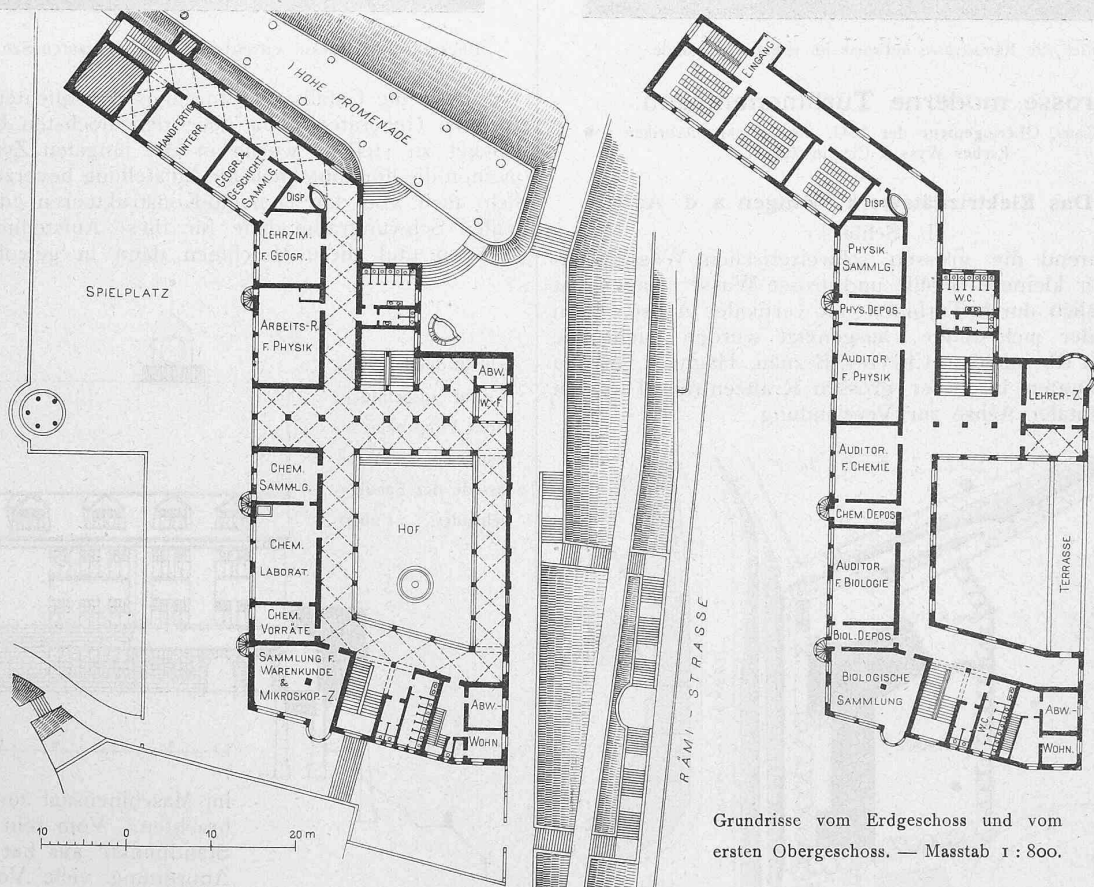 HOHE PROMENADE
HANDFERTIG.
UNTERR.
GEOGR. &
GESCHICHT.
SAMMLG.
DISP.
LEHRZIM.
F. GEOGR.
SPIELPLATZ
ARBEITS-R.
F. PHYSIK
ABW.
W.-F.
CHEM.
SAMMLG.
CHEM.
LABORAT.
HOF
CHEM.
VORRÄTE
SAMMLUNG F.
WARENKUNDE
&
MIKROSKOP.-Z
ABW.-
WOHN.
RÄMI-STRASSE
10 0 10 20 m
EINGANG
DISP.
PHYSIK.
SAMMLG.
PHYS. DEPOS.
W.C.
AUDITOR.
F. PHYSIK
LEHRER-Z.
AUDITOR.
F. CHEMIE
CHEM. DEPOS.
AUDITOR.
F. BIOLOGIE
TERRASSE
BIOL. DEPOS.
BIOLOGISCHE
SAMMLUNG
W.C.
ABW.-
WOHN.
Grundrisse vom Erdgeschoss und vom
ersten Obergeschoss. — Masstab 1 : 800.